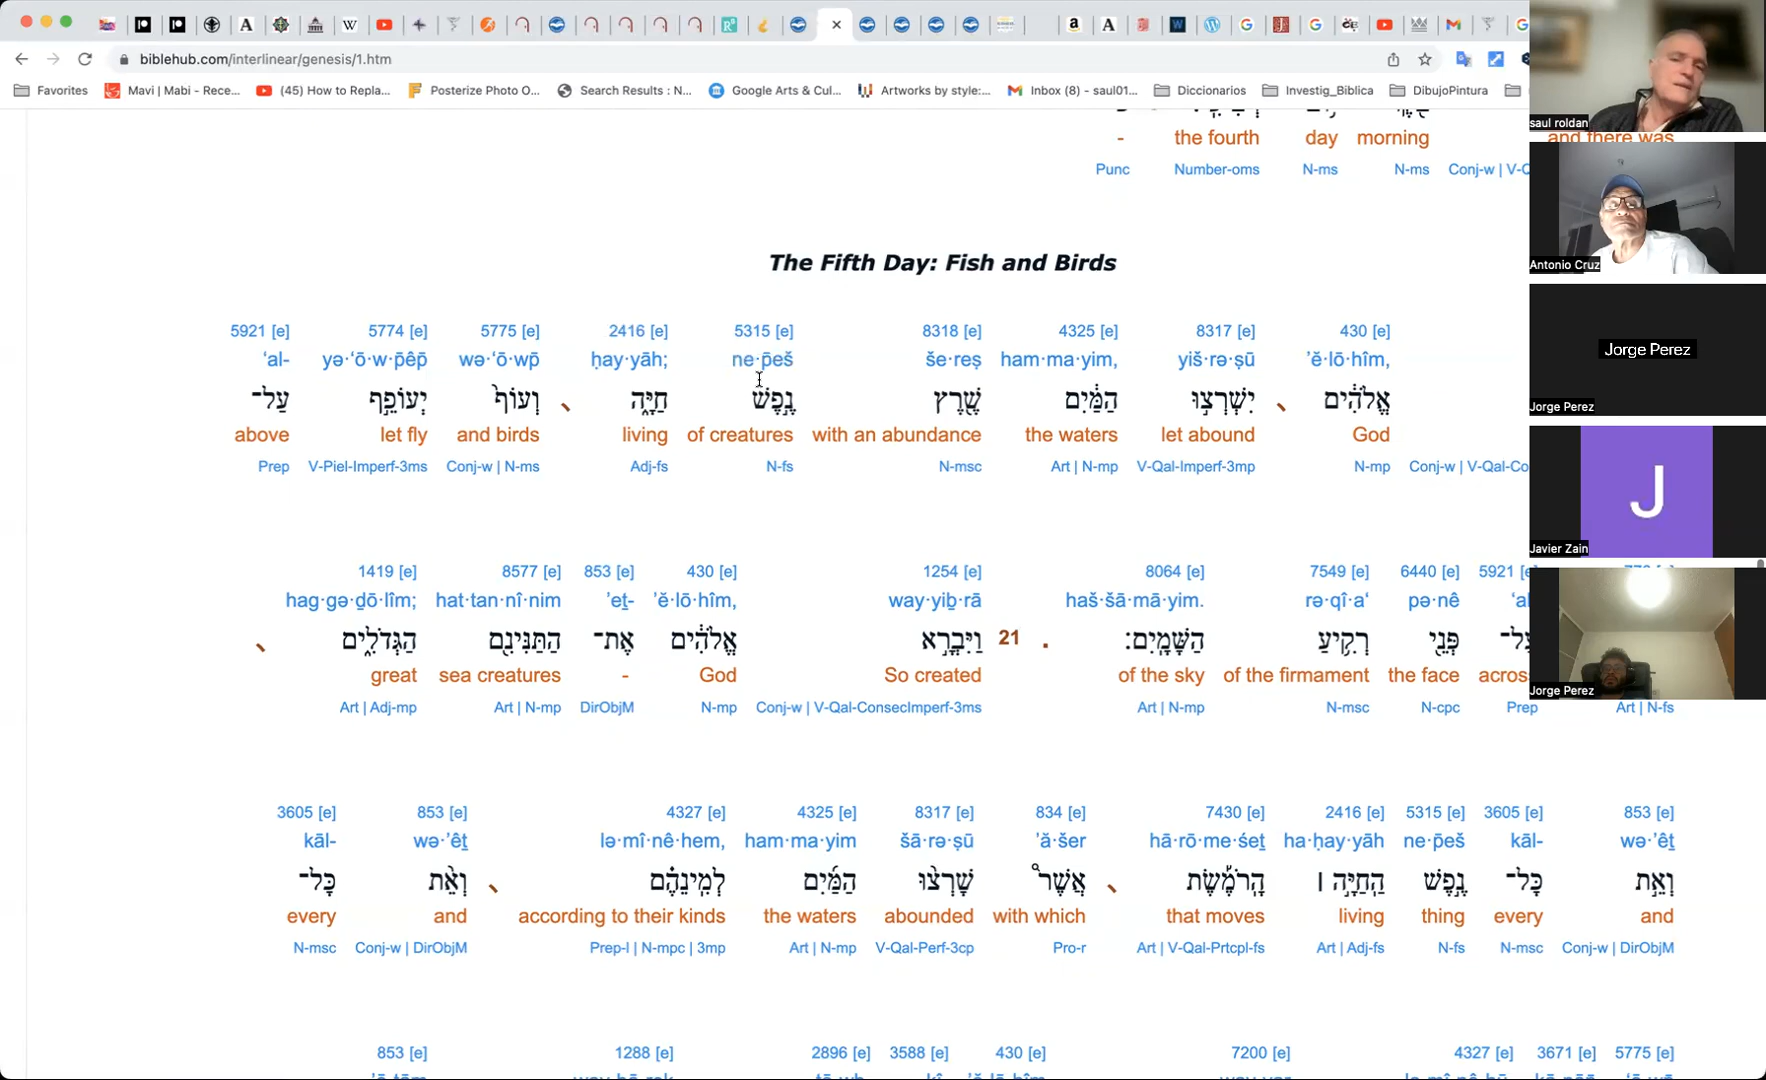 biblehub.com/interlinear/genesis/1.htm
Favorites Mavi | Mabi - Rece... (45) How to Repla... Posterize Photo O... Search Results : N... Google Arts & Cul... Artworks by style:... Inbox (8) - saul01... Diccionarios Investig_Biblica DibujoPintura
saul roldan
- the fourth day morning and there was
Punc Number-oms N-ms N-ms Conj-w | V-Q
Antonio Cruz
The Fifth Day: Fish and Birds
5921 [e] 5774 [e] 5775 [e] 2416 [e] 5315 [e] 8318 [e] 4325 [e] 8317 [e] 430 [e]
‘al- yə·‘ō·w·p̄êp̄ wə·‘ō·wp̄ ḥay·yāh; ne·p̄eš še·reṣ ham·ma·yim, yiš·rə·ṣū ’ĕ·lō·hîm,
עַל־ יְעוֹפֵ֣ף וְעוֹף֙ 、 חַיָּ֑ה נֶ֣פֶשׁ שֶׁ֖רֶץ הַמַּ֔יִם יִשְׁרְצ֣וּ 、 אֱלֹהִ֔ים
above let fly and birds living of creatures with an abundance the waters let abound God
Prep V-Piel-Imperf-3ms Conj-w | N-ms Adj-fs N-fs N-msc Art | N-mp V-Qal-Imperf-3mp N-mp Conj-w | V-Qal-Co
Jorge Perez
Jorge Perez
J
Javier Zain
1419 [e] 8577 [e] 853 [e] 430 [e] 1254 [e] 8064 [e] 7549 [e] 6440 [e] 5921 [e
hag·gə·ḏō·lîm; hat·tan·nî·nim ’eṯ- ’ĕ·lō·hîm, way·yiḇ·rā haš·šā·mā·yim. rə·qî·a‘ pə·nê ‘al
、 הַגְּדֹלִ֑ים הַתַּנִּינִ֖ם אֶת־ אֱלֹהִ֔ים וַיִּבְרָ֣א 21 . הַשָּׁמָֽיִם׃ רְקִ֥יעַ פְּנֵ֖י עַל־
great sea creatures - God So created of the sky of the firmament the face acros
Art | Adj-mp Art | N-mp DirObjM N-mp Conj-w | V-Qal-ConsecImperf-3ms Art | N-mp N-msc N-cpc Prep Art | N-fs
Jorge Perez
3605 [e] 853 [e] 4327 [e] 4325 [e] 8317 [e] 834 [e] 7430 [e] 2416 [e] 5315 [e] 3605 [e] 853 [e]
kāl- wə·’êṯ lə·mî·nê·hem, ham·ma·yim šā·rə·ṣū ’ă·šer hā·rō·me·śeṯ ha·ḥay·yāh ne·p̄eš kāl- wə·’êṯ
כָּל־ וְאֵ֨ת 、 לְמִֽינֵהֶ֗ם הַמַּ֜יִם שָׁרְצ֨וּ אֲשֶׁר֩ 、 הָֽרֹמֶ֡שֶׂת הַֽחַיָּ֣ה ׀ נֶ֣פֶשׁ כָּל־ וְאֵ֣ת
every and according to their kinds the waters abounded with which that moves living thing every and
N-msc Conj-w | DirObjM Prep-l | N-mpc | 3mp Art | N-mp V-Qal-Perf-3cp Pro-r Art | V-Qal-Prtcpl-fs Art | Adj-fs N-fs N-msc Conj-w | DirObjM
853 [e] 1288 [e] 2896 [e] 3588 [e] 430 [e] 7200 [e] 4327 [e] 3671 [e] 5775 [e]